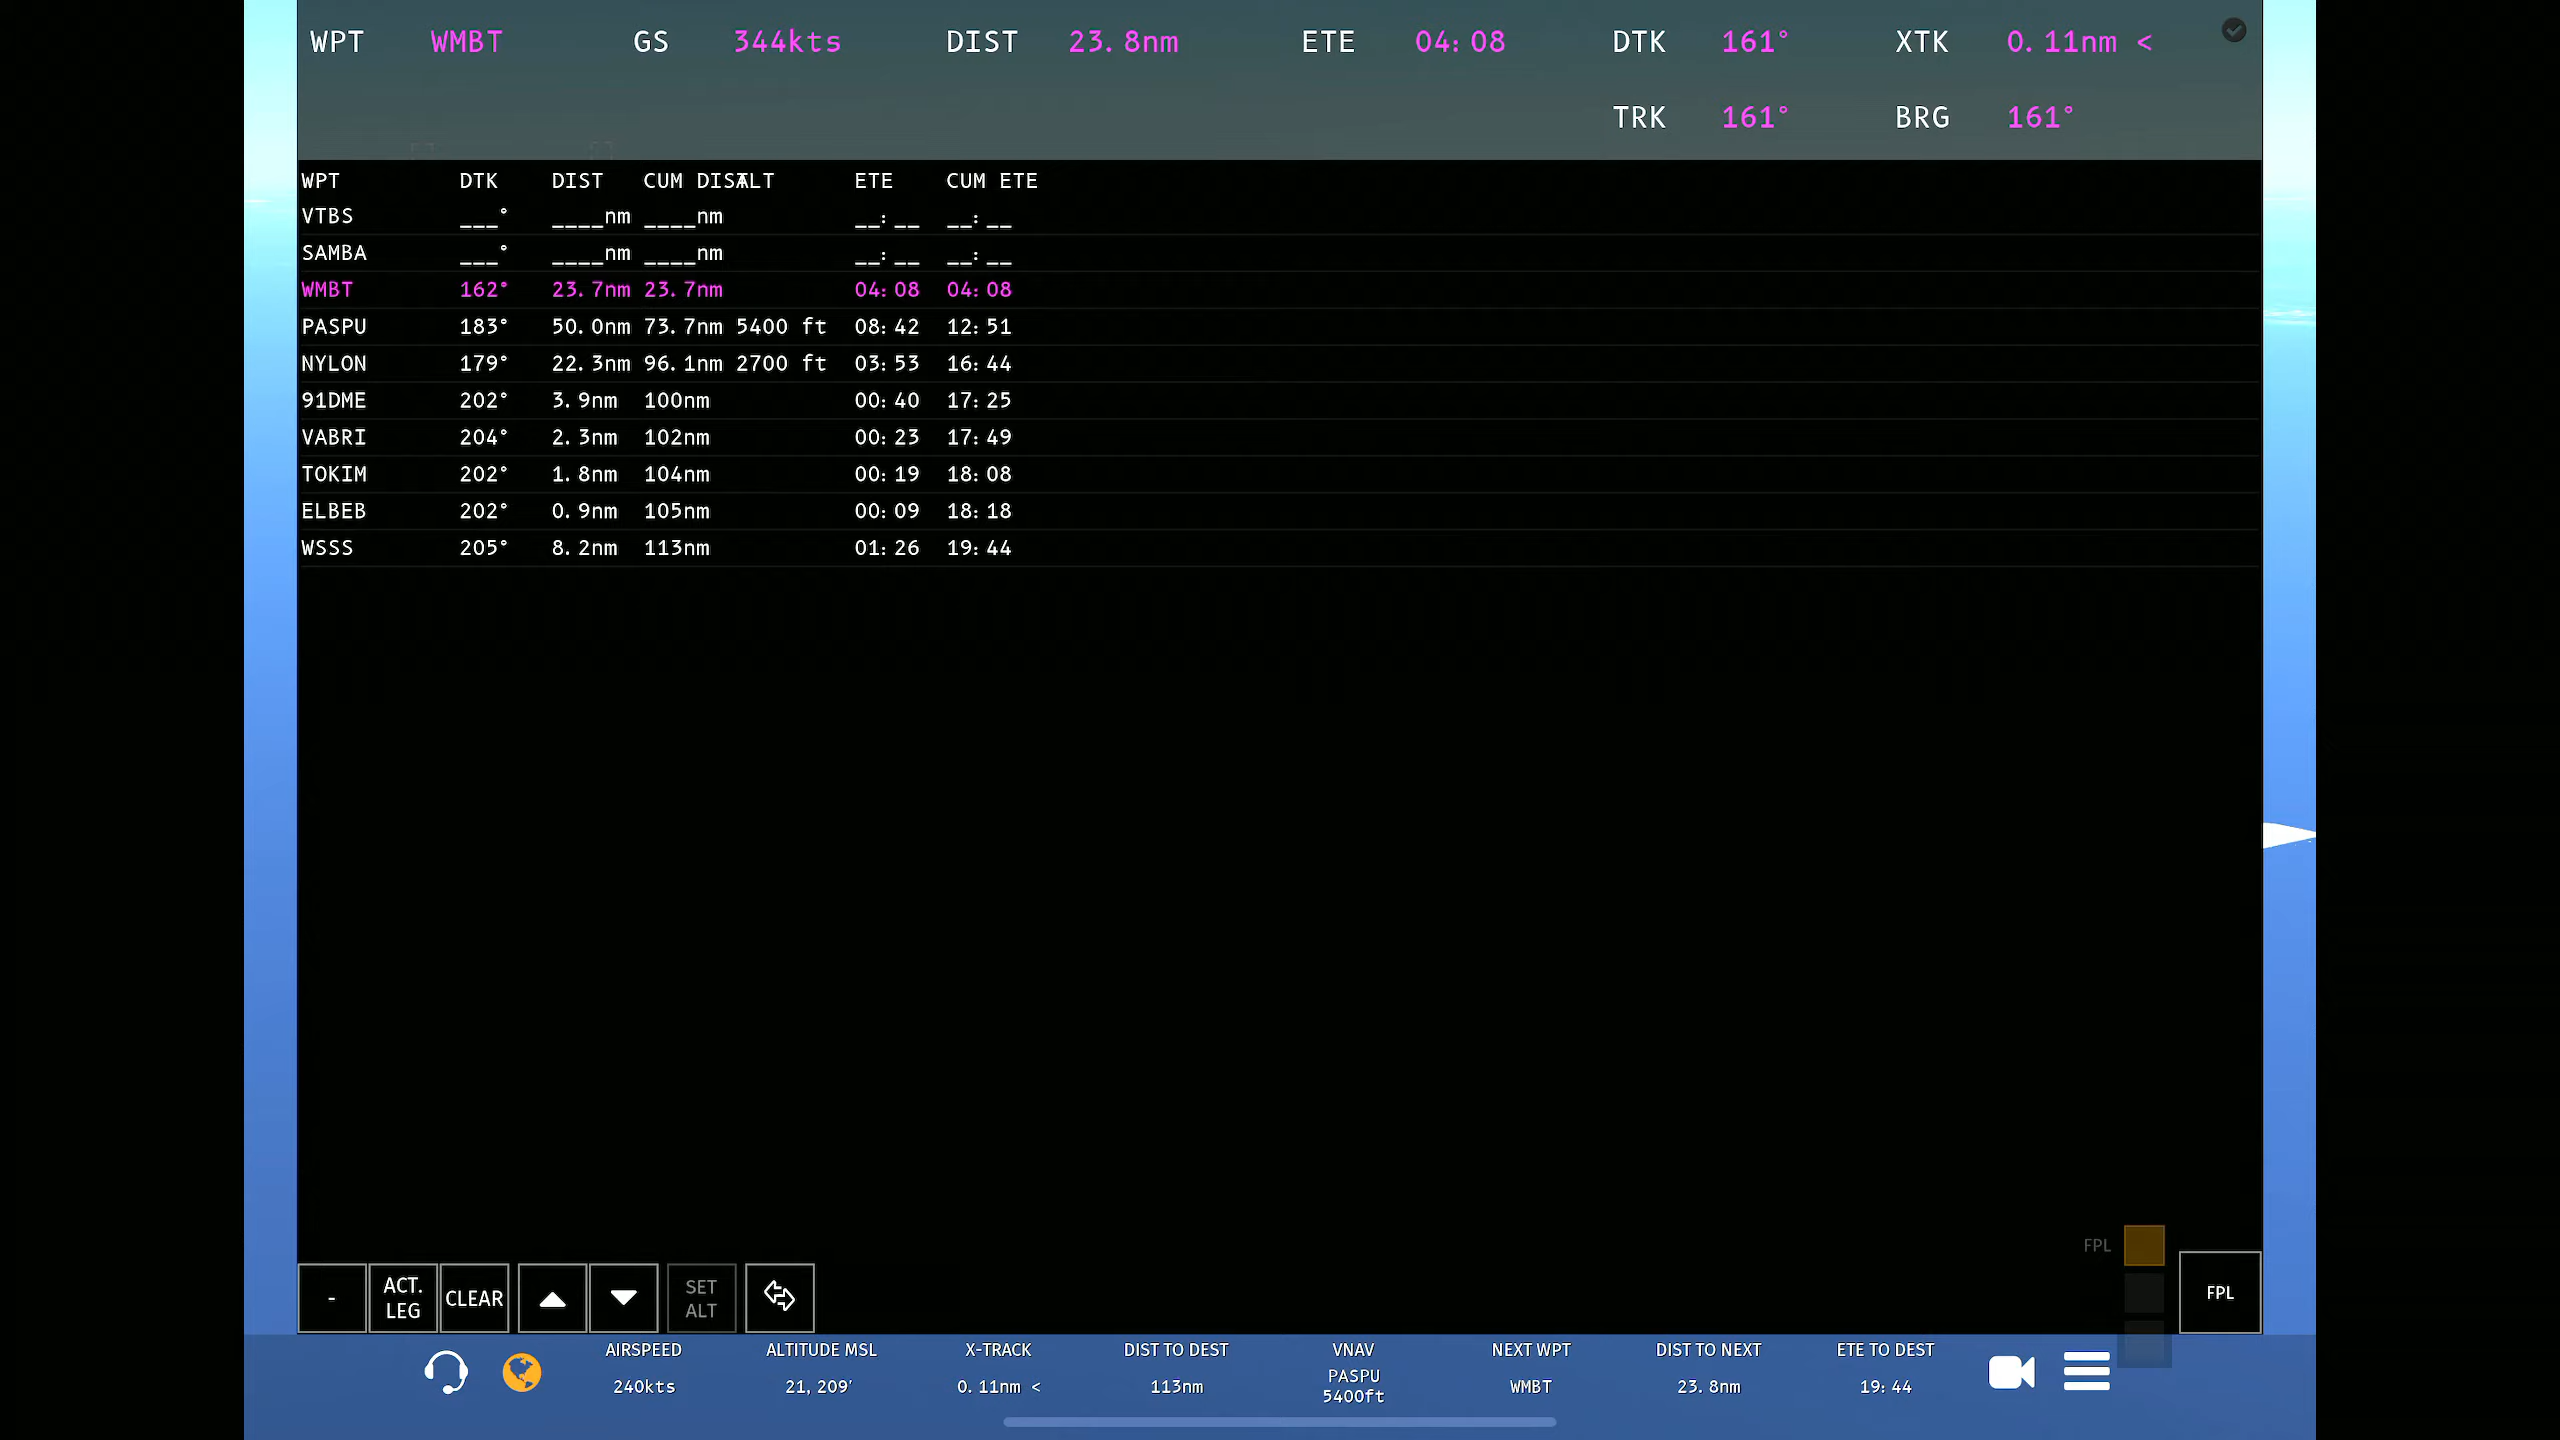 WPT WMBT GS 344kts DIST 23.8nm ETE 04:08 DTK 161° XTK 0.11nm <
TRK 161° BRG 161°
WPT DTK DIST CUM DIST ALT ETE CUM ETE
VTBS ___° ____nm ____nm __:__ __:__
SAMBA ___° ____nm ____nm __:__ __:__
WMBT 162° 23.7nm 23.7nm 04:08 04:08
PASPU 183° 50.0nm 73.7nm 5400 ft 08:42 12:51
NYLON 179° 22.3nm 96.1nm 2700 ft 03:53 16:44
91DME 202° 3.9nm 100nm 00:40 17:25
VABRI 204° 2.3nm 102nm 00:23 17:49
TOKIM 202° 1.8nm 104nm 00:19 18:08
ELBEB 202° 0.9nm 105nm 00:09 18:18
WSSS 205° 8.2nm 113nm 01:26 19:44
FPL
- ACT. LEG CLEAR SET ALT FPL
AIRSPEED ALTITUDE MSL X-TRACK DIST TO DEST VNAV NEXT WPT DIST TO NEXT ETE TO DEST
240kts 21,209' 0.11nm < 113nm PASPU 5400ft WMBT 23.8nm 19:44